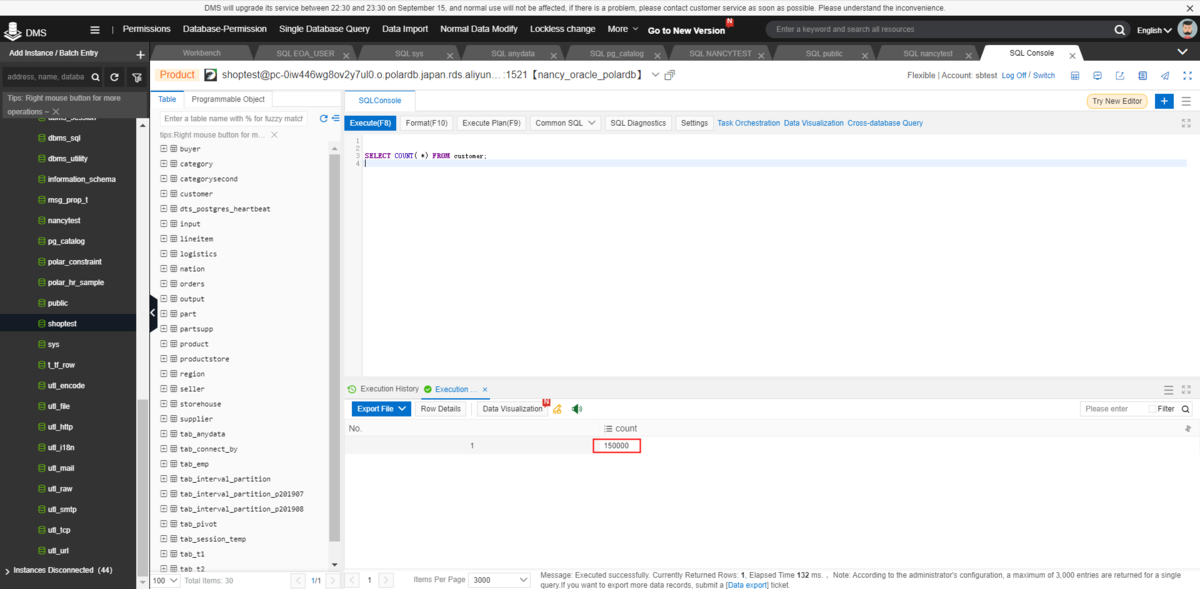 DMS will upgrade its service between 22:30 and 23:30 on September 15, and normal use will not be affected, if there is a problem, please contact customer service as soon as possible. Please understand the inconvenience.
DMS
Permissions Database-Permission Single Database Query Data Import Normal Data Modify Lockless change More Go to New Version N
Enter a keyword and search all resources
English
Add Instance / Batch Entry
Workbench SQL EOA_USER SQL sys SQL anydata SQL pg_catalog SQL NANCYTEST SQL public SQL nancytest SQL Console
address, name, databa
Product shoptest@pc-0iw446wg8ov2y7ul0.o.polardb.japan.rds.aliyun…:1521【nancy_oracle_polardb】
Flexible | Account: sbtest Log Off / Switch
Tips: Right mouse button for more
operations ~
dbms_session
dbms_sql
dbms_utility
information_schema
msg_prop_t
nancytest
pg_catalog
polar_constraint
polar_hr_sample
public
shoptest
sys
t_tf_row
utl_encode
utl_file
utl_http
utl_i18n
utl_mail
utl_raw
utl_smtp
utl_tcp
utl_url
Instances Disconnected (44)
Table Programmable Object
Enter a table name with % for fuzzy match
tips:Right mouse button for m...
buyer
category
categorysecond
customer
dts_postgres_heartbeat
input
lineitem
logistics
nation
orders
output
part
partsupp
product
productstore
region
seller
storehouse
supplier
tab_anydata
tab_connect_by
tab_emp
tab_interval_partition
tab_interval_partition_p201907
tab_interval_partition_p201908
tab_pivot
tab_session_temp
tab_t1
tab_t2
100 Total Items: 30 1/1
SQLConsole
Try New Editor
Execute(F8) Format(F10) Execute Plan(F9) Common SQL SQL Diagnostics Settings Task Orchestration Data Visualization Cross-database Query
1
2
3 SELECT COUNT( *) FROM customer;
4
Execution History Execution ...
Export File Row Details Data Visualization N
Please enter Filter
No. count
1 150000
1 Items Per Page 3000
Message: Executed successfully. Currently Returned Rows: 1, Elapsed Time 132 ms. , Note: According to the administrator's configuration, a maximum of 3,000 entries are returned for a single
query.If you want to export more data records, submit a [Data export] ticket.